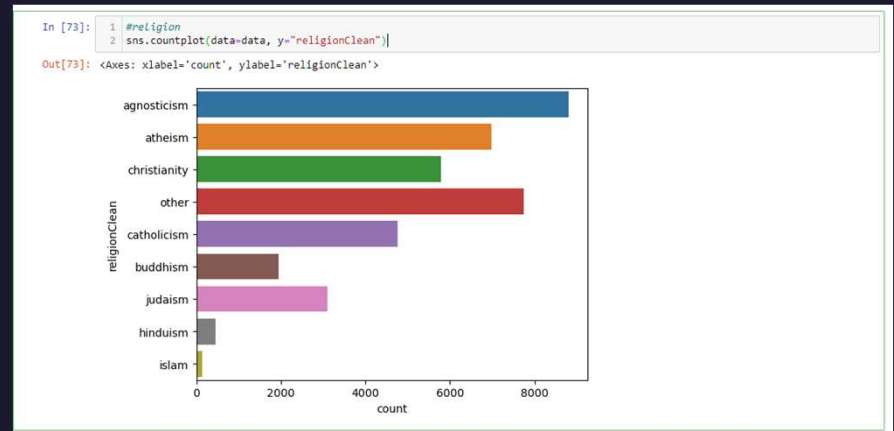 In [73]:
1 #religion
2 sns.countplot(data=data, y="religionClean")
Out[73]: <Axes: xlabel='count', ylabel='religionClean'>
religionClean
agnosticism
atheism
christianity
other
catholicism
buddhism
judaism
hinduism
islam
0 2000 4000 6000 8000
count